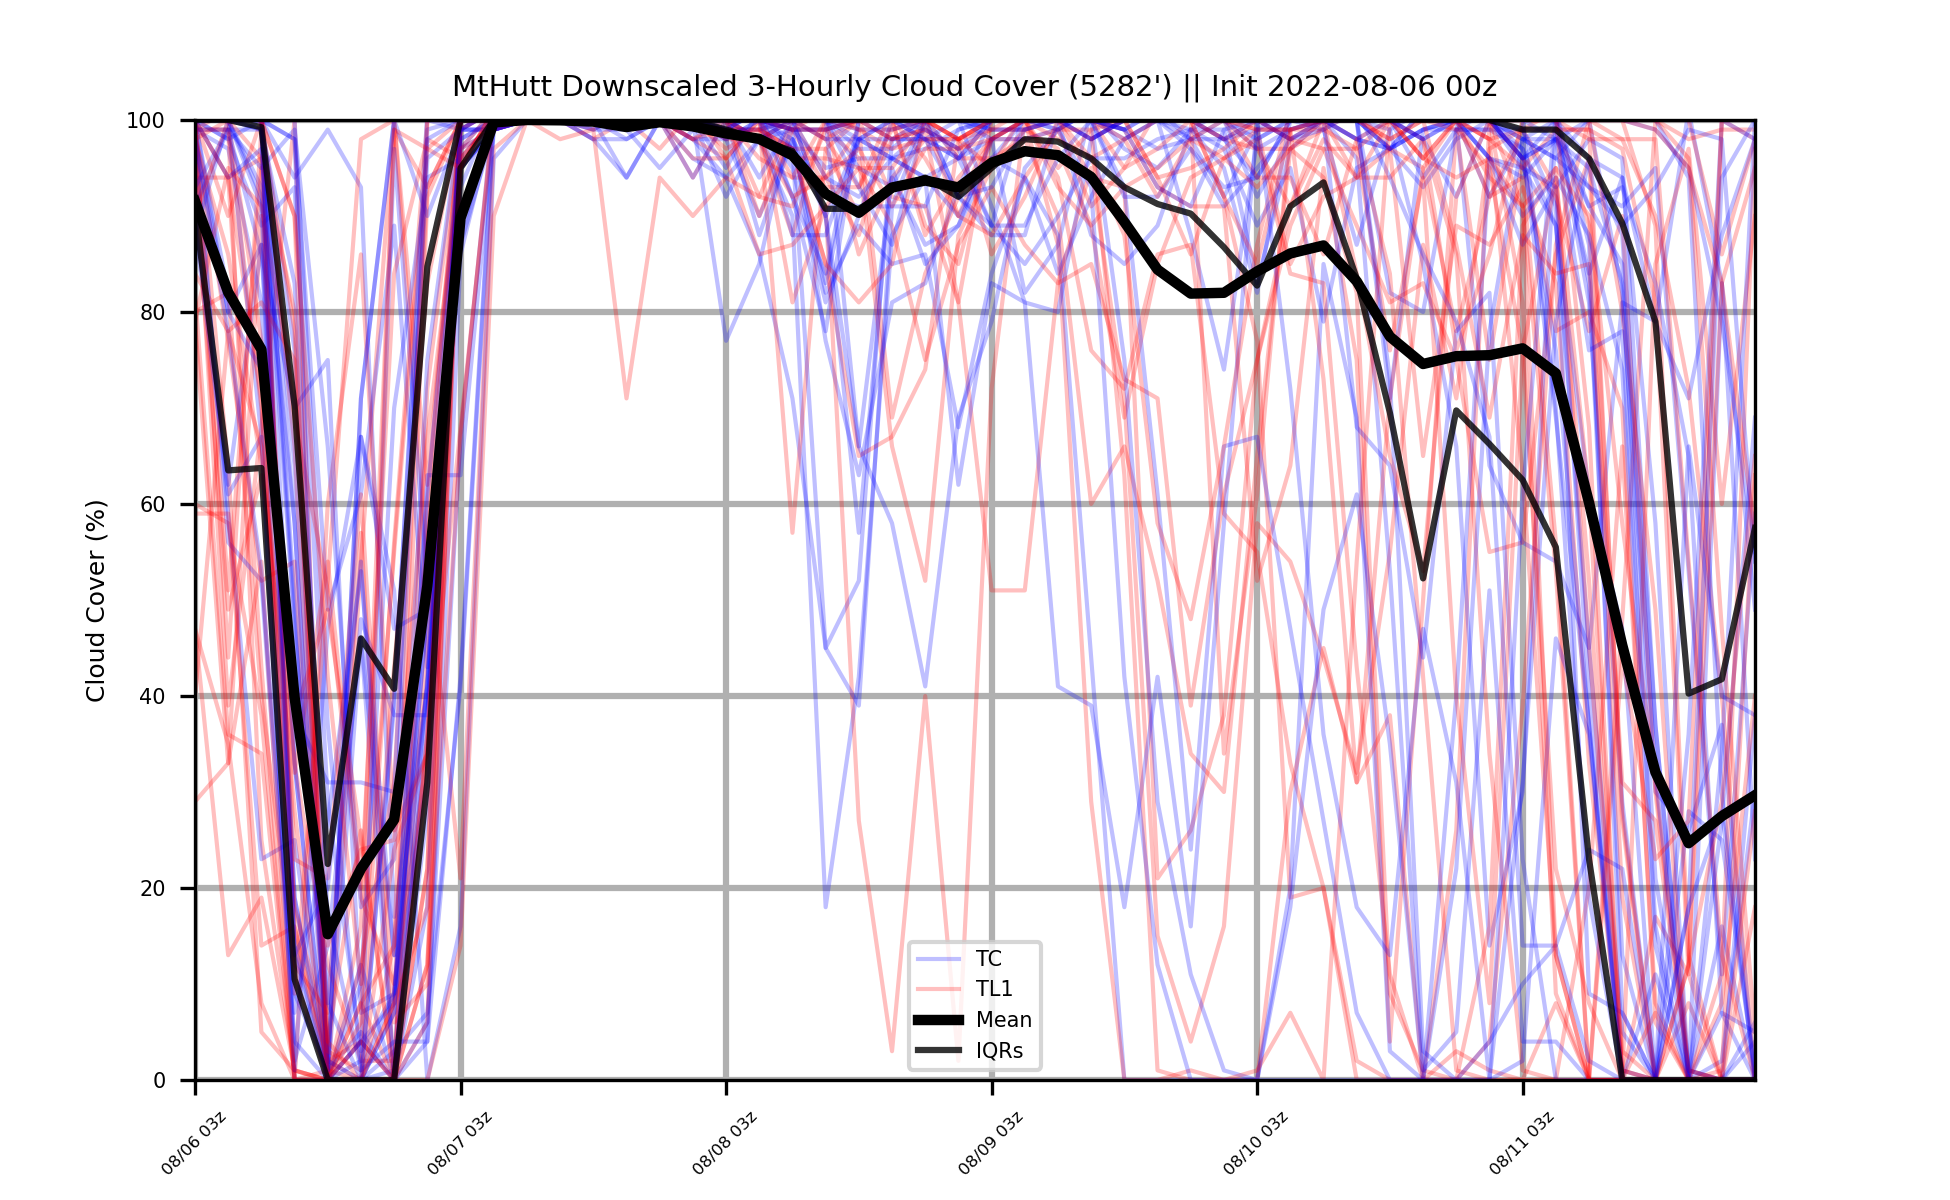 MtHutt Downscaled 3-Hourly Cloud Cover (5282') || Init 2022-08-06 00z
Cloud Cover (%)
100
80
60
40
20
0
TC
TL1
Mean
IQRs
08/06 03z
08/07 03z
08/08 03z
08/09 03z
08/10 03z
08/11 03z